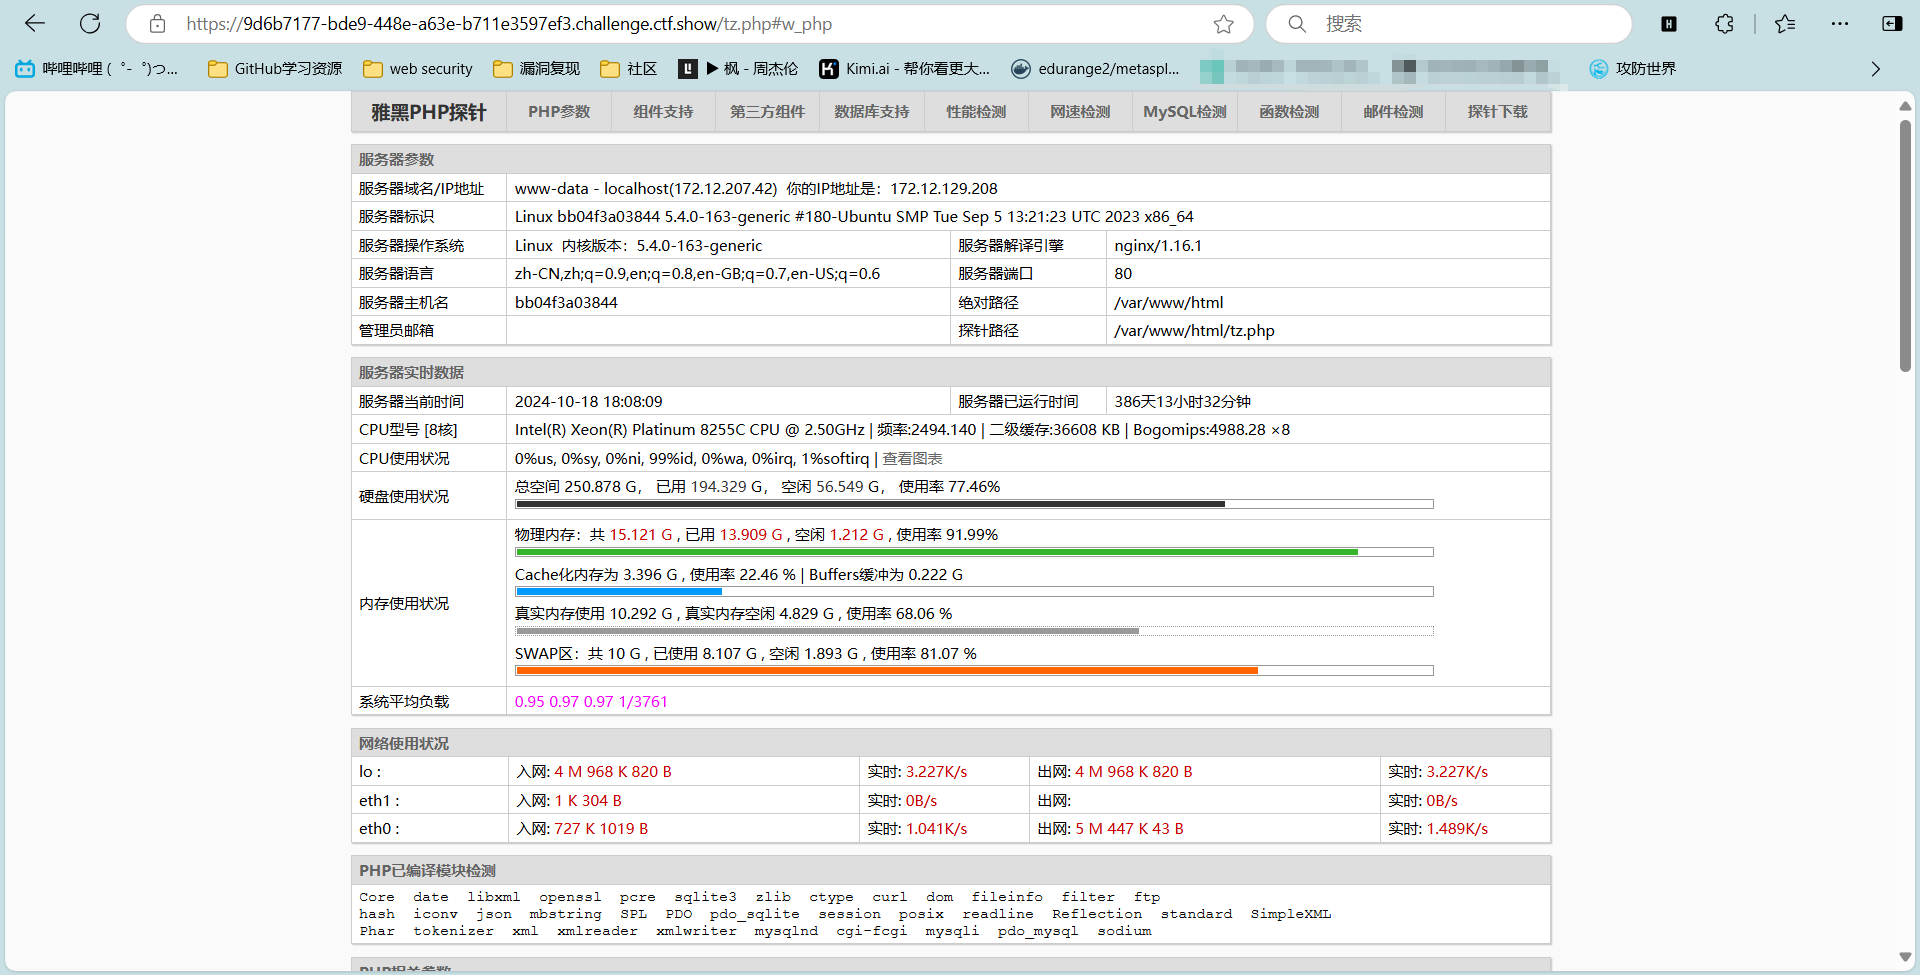 https://9d6b7177-bde9-448e-a63e-b711e3597ef3.challenge.ctf.show/tz.php#w_php 搜索
哔哩哔哩 ( ゜- ゜)つ... GitHub学习资源 web security 漏洞复现 社区 ▶ 枫 - 周杰伦 Kimi.ai - 帮你看更大... edurange2/metaspl... 攻防世界
雅黑PHP探针 PHP参数 组件支持 第三方组件 数据库支持 性能检测 网速检测 MySQL检测 函数检测 邮件检测 探针下载
服务器参数
服务器域名/IP地址 www-data - localhost(172.12.207.42) 你的IP地址是：172.12.129.208
服务器标识 Linux bb04f3a03844 5.4.0-163-generic #180-Ubuntu SMP Tue Sep 5 13:21:23 UTC 2023 x86_64
服务器操作系统 Linux 内核版本：5.4.0-163-generic 服务器解译引擎 nginx/1.16.1
服务器语言 zh-CN,zh;q=0.9,en;q=0.8,en-GB;q=0.7,en-US;q=0.6 服务器端口 80
服务器主机名 bb04f3a03844 绝对路径 /var/www/html
管理员邮箱 探针路径 /var/www/html/tz.php
服务器实时数据
服务器当前时间 2024-10-18 18:08:09 服务器已运行时间 386天13小时32分钟
CPU型号 [8核] Intel(R) Xeon(R) Platinum 8255C CPU @ 2.50GHz | 频率:2494.140 | 二级缓存:36608 KB | Bogomips:4988.28 ×8
CPU使用状况 0%us, 0%sy, 0%ni, 99%id, 0%wa, 0%irq, 1%softirq | 查看图表
硬盘使用状况 总空间 250.878 G， 已用 194.329 G， 空闲 56.549 G， 使用率 77.46%
内存使用状况 物理内存：共 15.121 G , 已用 13.909 G , 空闲 1.212 G , 使用率 91.99%
Cache化内存为 3.396 G , 使用率 22.46 % | Buffers缓冲为 0.222 G
真实内存使用 10.292 G , 真实内存空闲 4.829 G , 使用率 68.06 %
SWAP区：共 10 G , 已使用 8.107 G , 空闲 1.893 G , 使用率 81.07 %
系统平均负载 0.95 0.97 0.97 1/3761
网络使用状况
lo : 入网: 4 M 968 K 820 B 实时: 3.227K/s 出网: 4 M 968 K 820 B 实时: 3.227K/s
eth1 : 入网: 1 K 304 B 实时: 0B/s 出网: 实时: 0B/s
eth0 : 入网: 727 K 1019 B 实时: 1.041K/s 出网: 5 M 447 K 43 B 实时: 1.489K/s
PHP已编译模块检测
Core date libxml openssl pcre sqlite3 zlib ctype curl dom fileinfo filter ftp
hash iconv json mbstring SPL PDO pdo_sqlite session posix readline Reflection standard SimpleXML
Phar tokenizer xml xmlreader xmlwriter mysqlnd cgi-fcgi mysqli pdo_mysql sodium
PHP相关参数